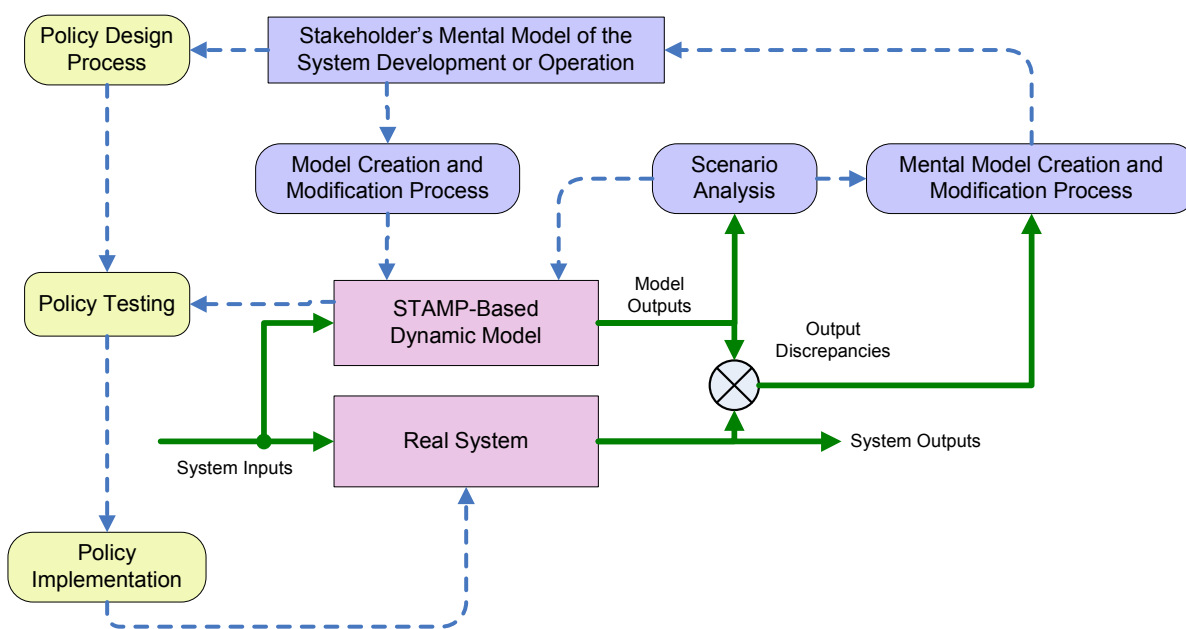 Policy Design
Process
Stakeholder’s Mental Model of the
System Development or Operation
Model Creation and
Modification Process
Scenario
Analysis
Mental Model Creation and
Modification Process
Policy Testing
STAMP-Based
Dynamic Model
Model
Outputs
Output
Discrepancies
Real System
System Inputs
System Outputs
Policy
Implementation